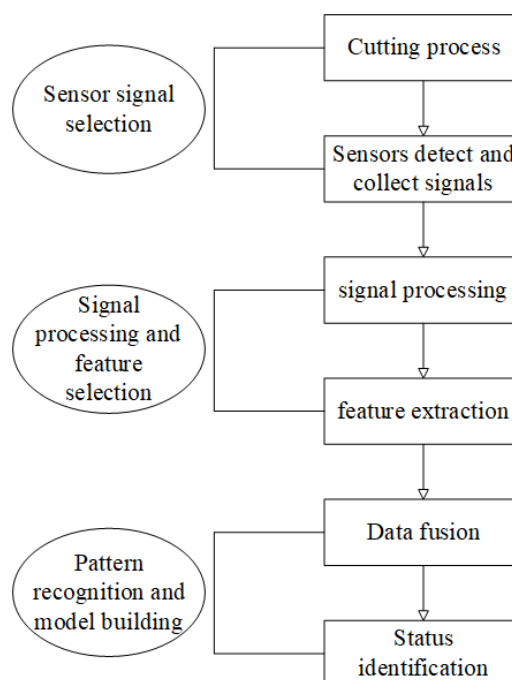 Cutting process
Sensor signal
selection
Sensors detect and
collect signals
signal processing
Signal
processing and
feature
selection
feature extraction
Data fusion
Pattern
recognition and
model building
Status
identification